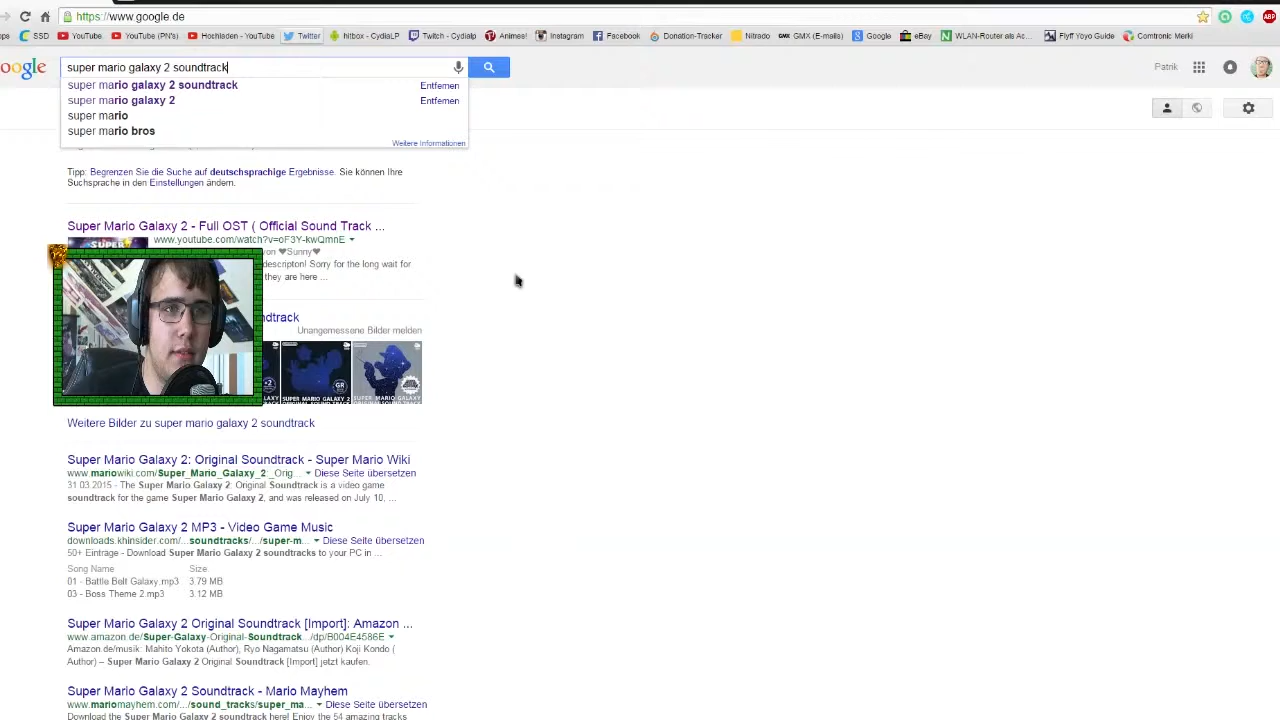 https://www.google.de
SSD
YouTube
YouTube (PN's)
Hochladen - YouTube
Twitter
hitbox - CydiaLP
Twitch - Cydialp
Animes!
Instagram
Facebook
Donation-Tracker
Nitrado
GMX (E-Mails)
Google
eBay
WLAN-Router als Ac...
Flyff Yoyo Guide
Comtronic Merki
ABP
oogle
super mario galaxy 2 soundtrack
Patrik
super mario galaxy 2 soundtrack Entfernen
super mario galaxy 2 Entfernen
super mario
super mario bros
Weitere Informationen
Tipp: Begrenzen Sie die Suche auf deutschsprachige Ergebnisse. Sie können Ihre
Suchsprache in den Einstellungen ändern.
Super Mario Galaxy 2 - Full OST ( Official Sound Track ...
www.youtube.com/watch?v=oF3Y-kwQmnE
on ♥Sunny♥
descripton! Sorry for the long wait for
they are here ...
dtrack
Unangemessene Bilder melden
Weitere Bilder zu super mario galaxy 2 soundtrack
Super Mario Galaxy 2: Original Soundtrack - Super Mario Wiki
www.mariowiki.com/Super_Mario_Galaxy_2:_Orig... Diese Seite übersetzen
31.03.2015 - The Super Mario Galaxy 2: Original Soundtrack is a video game
soundtrack for the game Super Mario Galaxy 2, and was released on July 10, ...
Super Mario Galaxy 2 MP3 - Video Game Music
downloads.khinsider.com/...soundtracks/.../super-m... Diese Seite übersetzen
50+ Einträge - Download Super Mario Galaxy 2 soundtracks to your PC in ...
Song Name Size
01 - Battle Belt Galaxy.mp3 3.79 MB
03 - Boss Theme 2.mp3 3.12 MB
Super Mario Galaxy 2 Original Soundtrack [Import]: Amazon ...
www.amazon.de/Super-Galaxy-Original-Soundtrack.../dp/B004E4586E
Amazon.de/musik: Mahito Yokota (Author), Ryo Nagamatsu (Author) Koji Kondo (
Author) – Super Mario Galaxy 2 Original Soundtrack [Import] jetzt kaufen.
Super Mario Galaxy 2 Soundtrack - Mario Mayhem
www.mariomayhem.com/.../sound_tracks/super_ma... Diese Seite übersetzen
Download the Super Mario Galaxy 2 soundtrack here! Enjoy the 54 amazing tracks